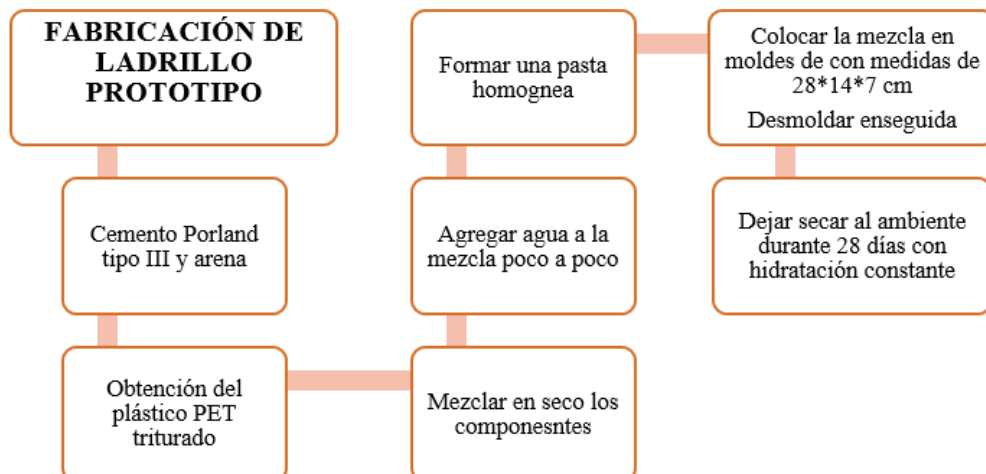 FABRICACIÓN DE
LADRILLO
PROTOTIPO
Cemento Porland
tipo III y arena
Obtención del
plástico PET
triturado
Mezclar en seco los
componesntes
Agregar agua a la
mezcla poco a poco
Formar una pasta
homognea
Colocar la mezcla en
moldes de con medidas de
28*14*7 cm
Desmoldar enseguida
Dejar secar al ambiente
durante 28 días con
hidratación constante